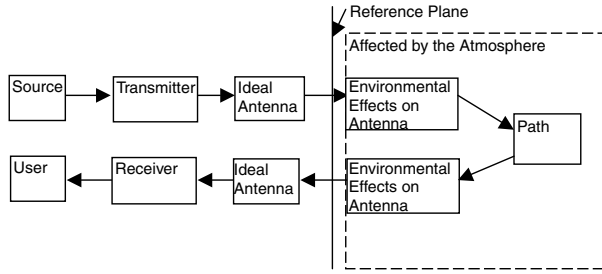 Reference Plane
Affected by the Atmosphere
Source
Transmitter
Ideal
Antenna
Environmental
Effects on
Antenna
Path
User
Receiver
Ideal
Antenna
Environmental
Effects on
Antenna